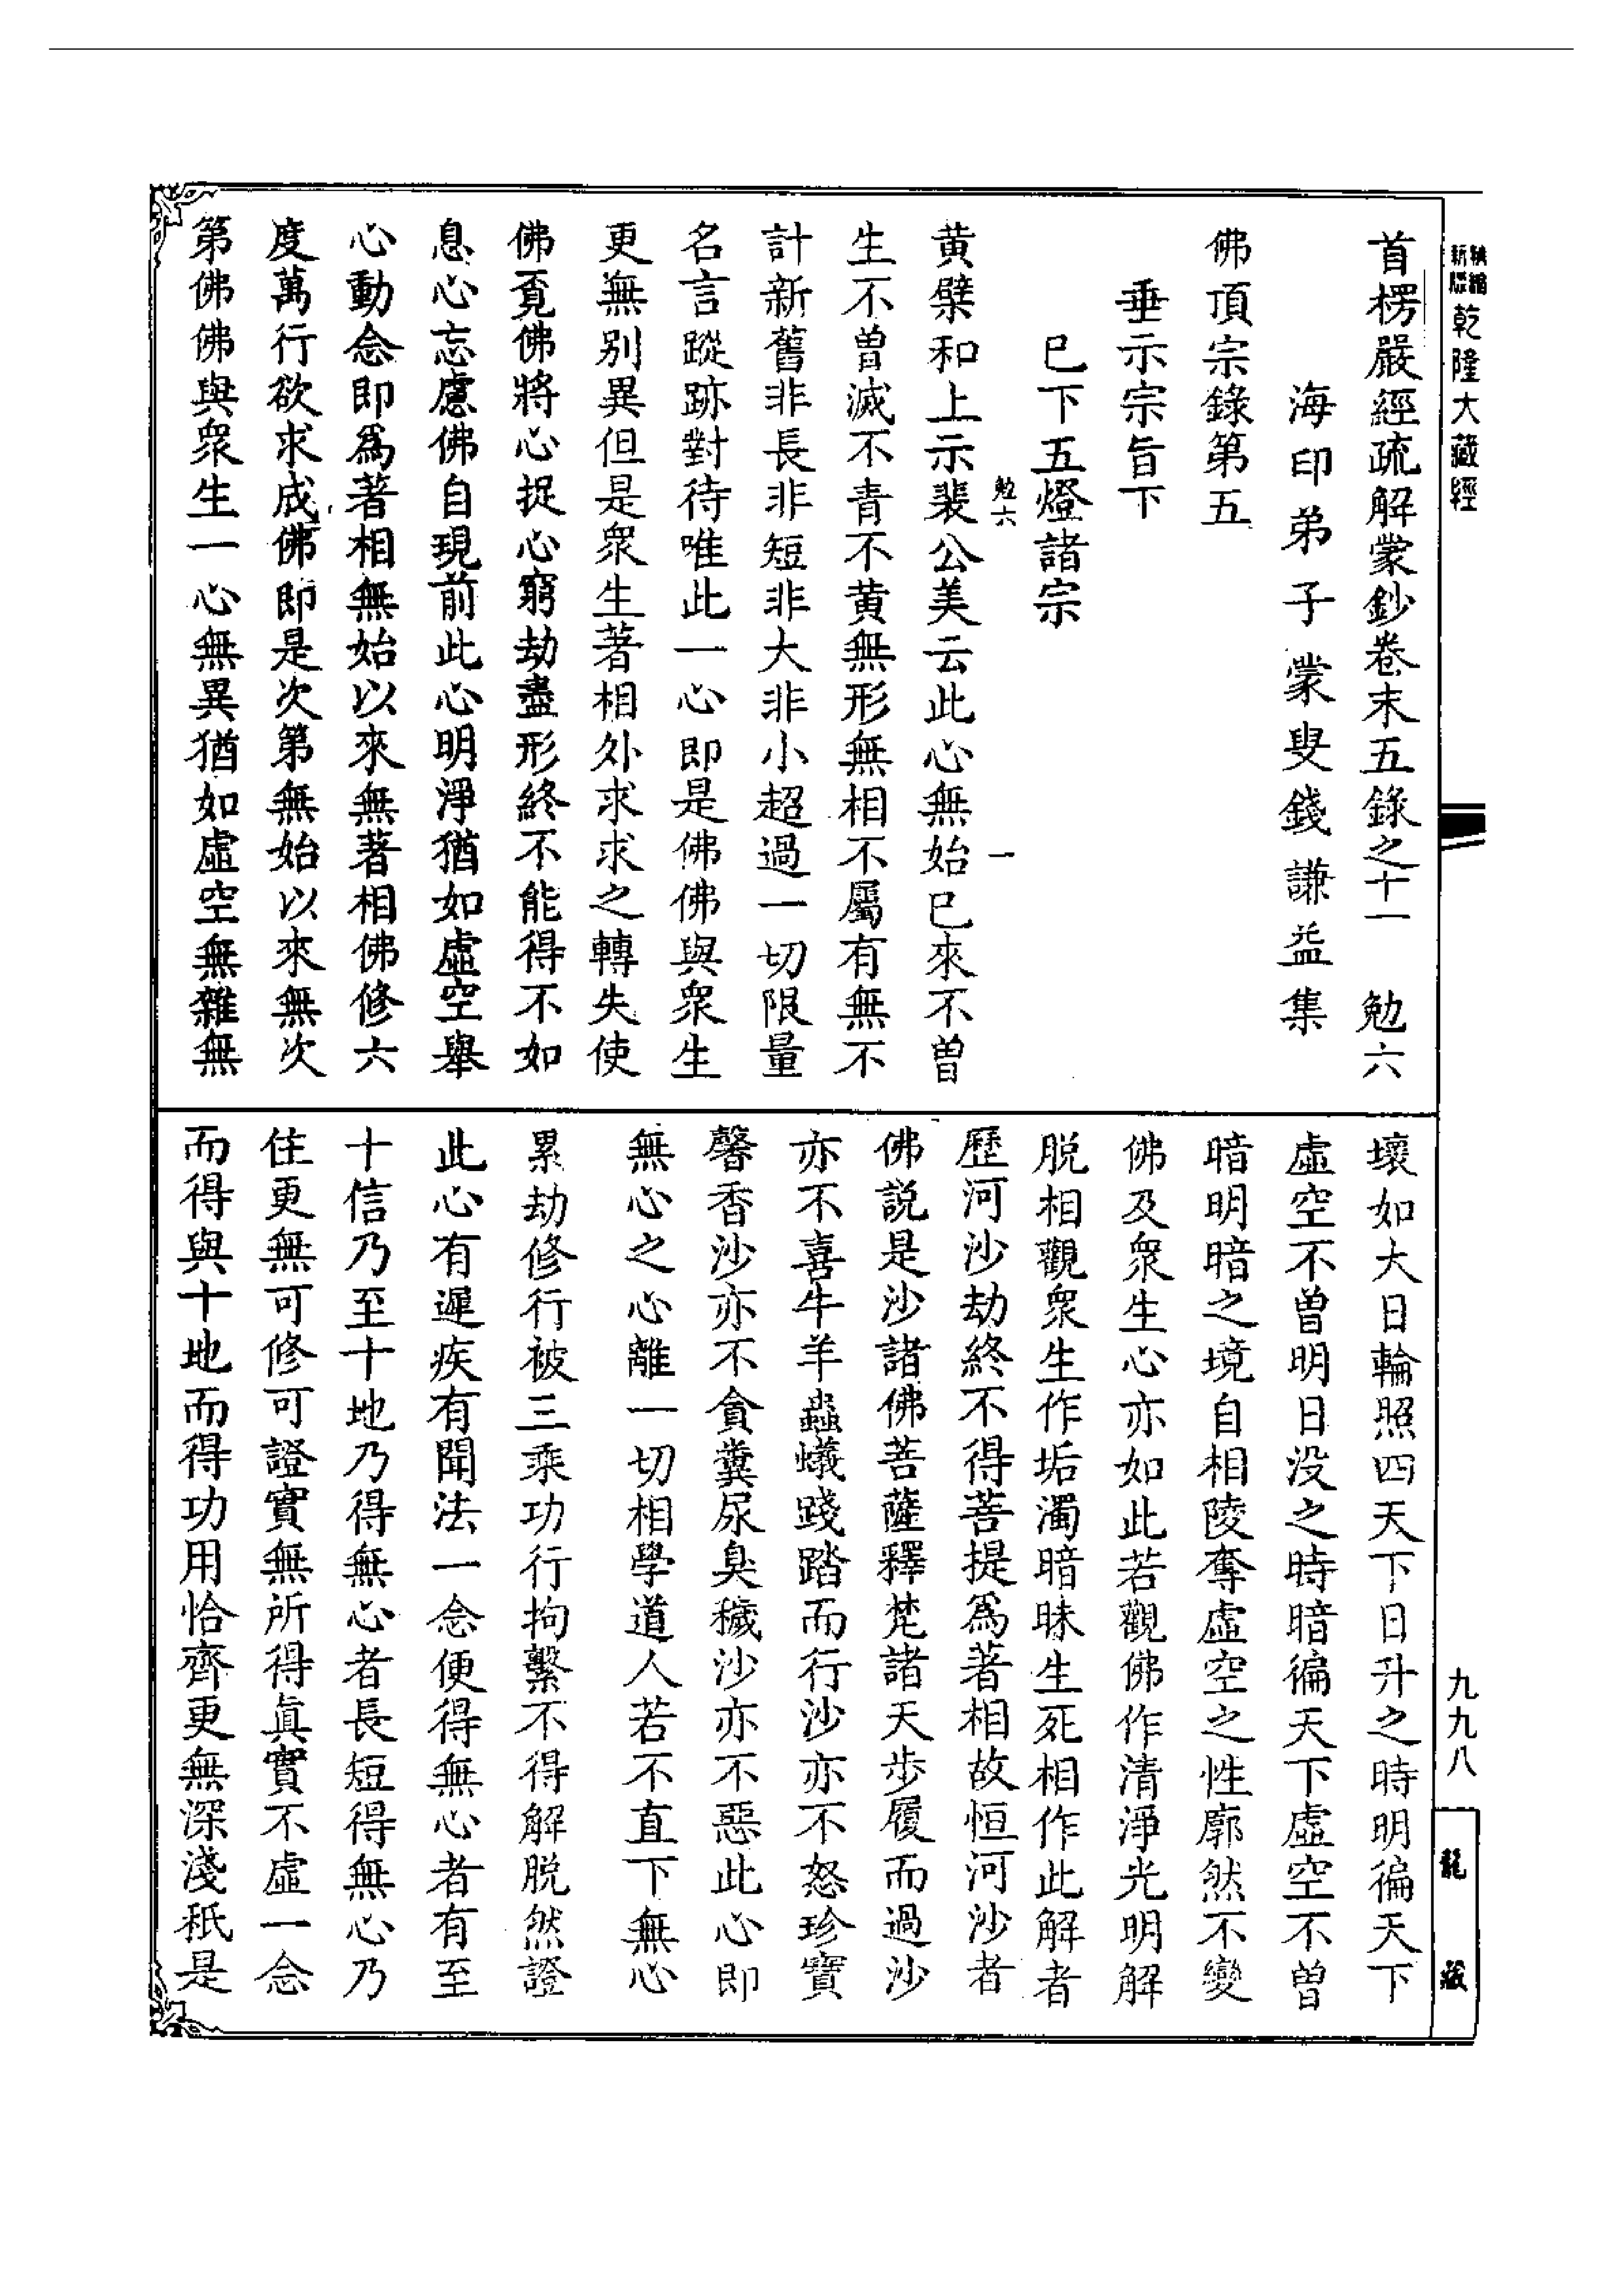 新縮
縮版
乾隆大藏經
首楞嚴經疏解蒙鈔卷末五錄之十一 勉六
海印弟子蒙叟錢謙益集
佛頂宗錄第五
垂示宗旨下
巳下五燈諸宗
勉六 一
黄檗和上示裴公美云此心無始巳來不曾
生不曾滅不青不黄無形無相不屬有無不
計新舊非長非短非大非小超過一切限量
名言蹤跡對待唯此一心即是佛佛與衆生
更無别異但是衆生著相外求求之轉失使
佛覓佛將心捉心窮劫盡形終不能得不如
息心忘慮佛自現前此心明淨猶如虛空舉
心動念即爲著相無始以來無著相佛修六
度萬行欲求成佛即是次第無始以來無次
第佛佛與衆生一心無異猶如虛空無雜無
壞如大日輪照四天下日升之時明徧天下
虛空不曾明日没之時暗徧天下虛空不曾
暗明暗之境自相陵奪虛空之性廓然不變
佛及衆生心亦如此若觀佛作清淨光明解
脱相觀衆生作垢濁暗昧生死相作此解者
歷河沙劫終不得菩提爲著相故恒河沙者
佛説是沙諸佛菩薩釋梵諸天步履而過沙
亦不喜牛羊蟲蟻踐踏而行沙亦不怒珍寶
馨香沙亦不貪糞尿臭穢沙亦不惡此心即
無心之心離一切相學道人若不直下無心
累劫修行被三乘功行拘繫不得解脱然證
此心有遲疾有聞法一念便得無心者有至
十信乃至十地乃得無心者長短得無心乃
住更無可修可證實無所得眞實不虛一念
而得與十地而得功用恰齊更無深淺秖是
九九八
龍藏